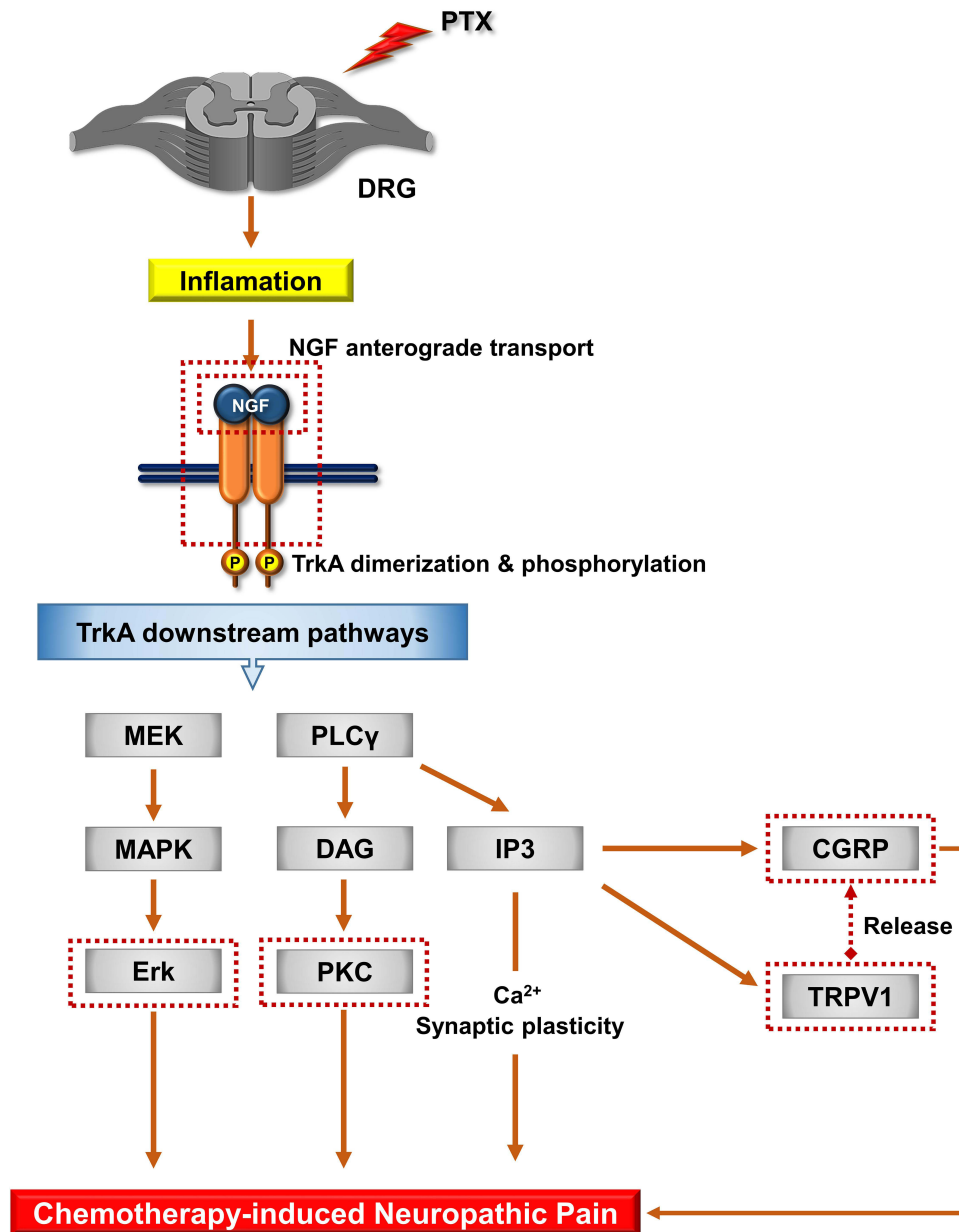 PTX
DRG
Inflamation
NGF anterograde transport
NGF
P P
TrkA dimerization & phosphorylation
TrkA downstream pathways
MEK
PLCγ
MAPK
DAG
IP3
CGRP
Release
Erk
PKC
TRPV1
Ca²⁺
Synaptic plasticity
Chemotherapy-induced Neuropathic Pain